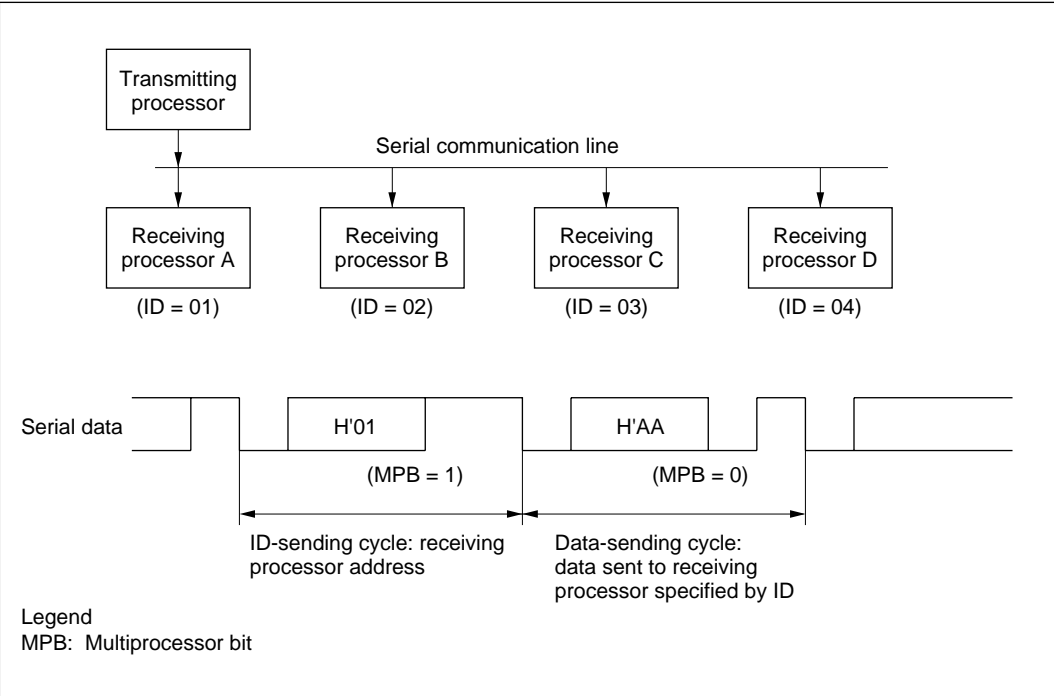 Transmitting
processor
Serial communication line
Receiving
processor A
Receiving
processor B
Receiving
processor C
Receiving
processor D
(ID = 01)
(ID = 02)
(ID = 03)
(ID = 04)
Serial data
H'01
H'AA
(MPB = 1)
(MPB = 0)
ID-sending cycle: receiving
processor address
Data-sending cycle:
data sent to receiving
processor specified by ID
Legend
MPB: Multiprocessor bit